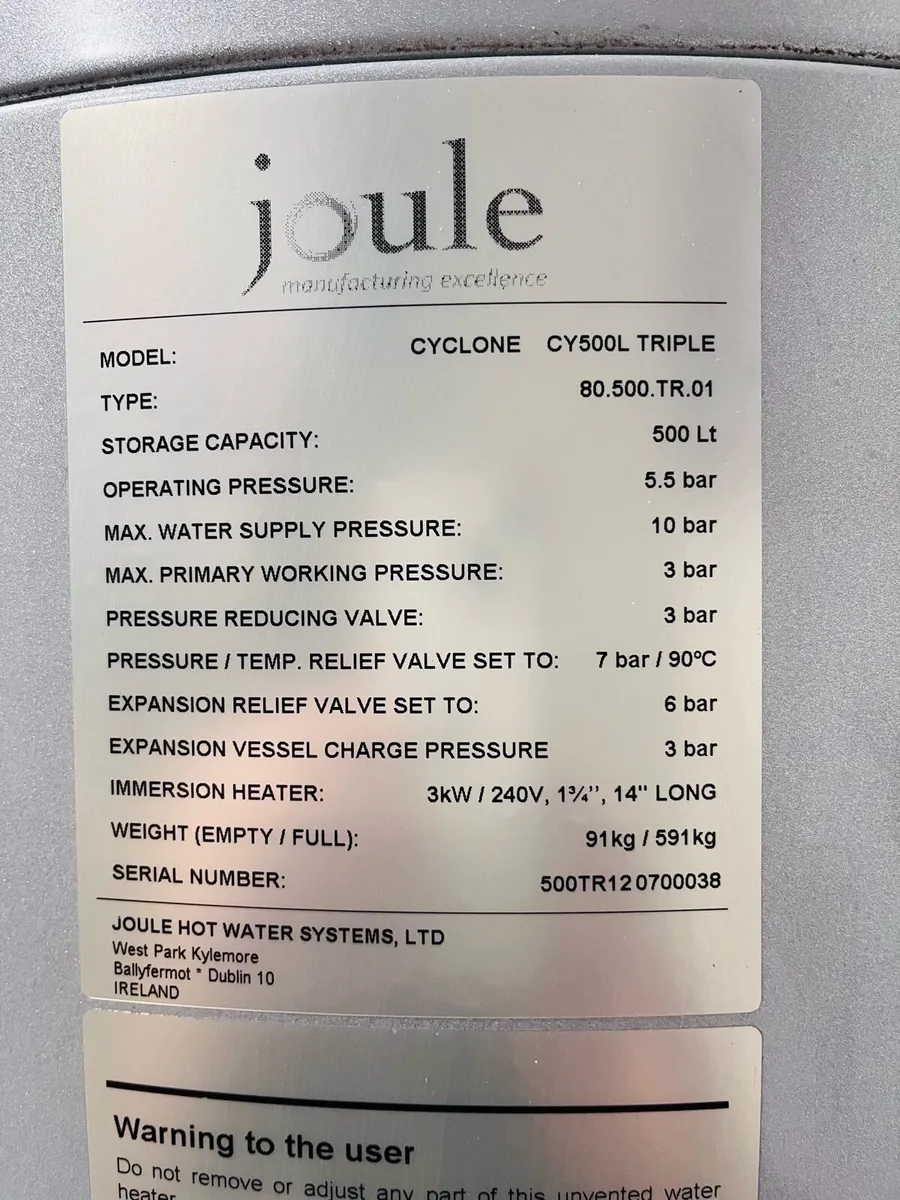 joule
manufacturing excellence
MODEL: CYCLONE CY500L TRIPLE
TYPE: 80.500.TR.01
STORAGE CAPACITY: 500 Lt
OPERATING PRESSURE: 5.5 bar
MAX. WATER SUPPLY PRESSURE: 10 bar
MAX. PRIMARY WORKING PRESSURE: 3 bar
PRESSURE REDUCING VALVE: 3 bar
PRESSURE / TEMP. RELIEF VALVE SET TO: 7 bar / 90ºC
EXPANSION RELIEF VALVE SET TO: 6 bar
EXPANSION VESSEL CHARGE PRESSURE 3 bar
IMMERSION HEATER: 3kW / 240V, 1¾’’, 14" LONG
WEIGHT (EMPTY / FULL): 91kg / 591kg
SERIAL NUMBER: 500TR120700038
JOULE HOT WATER SYSTEMS, LTD
West Park Kylemore
Ballyfermot * Dublin 10
IRELAND
Warning to the user
Do not remove or adjust any part of this unvented water
heater